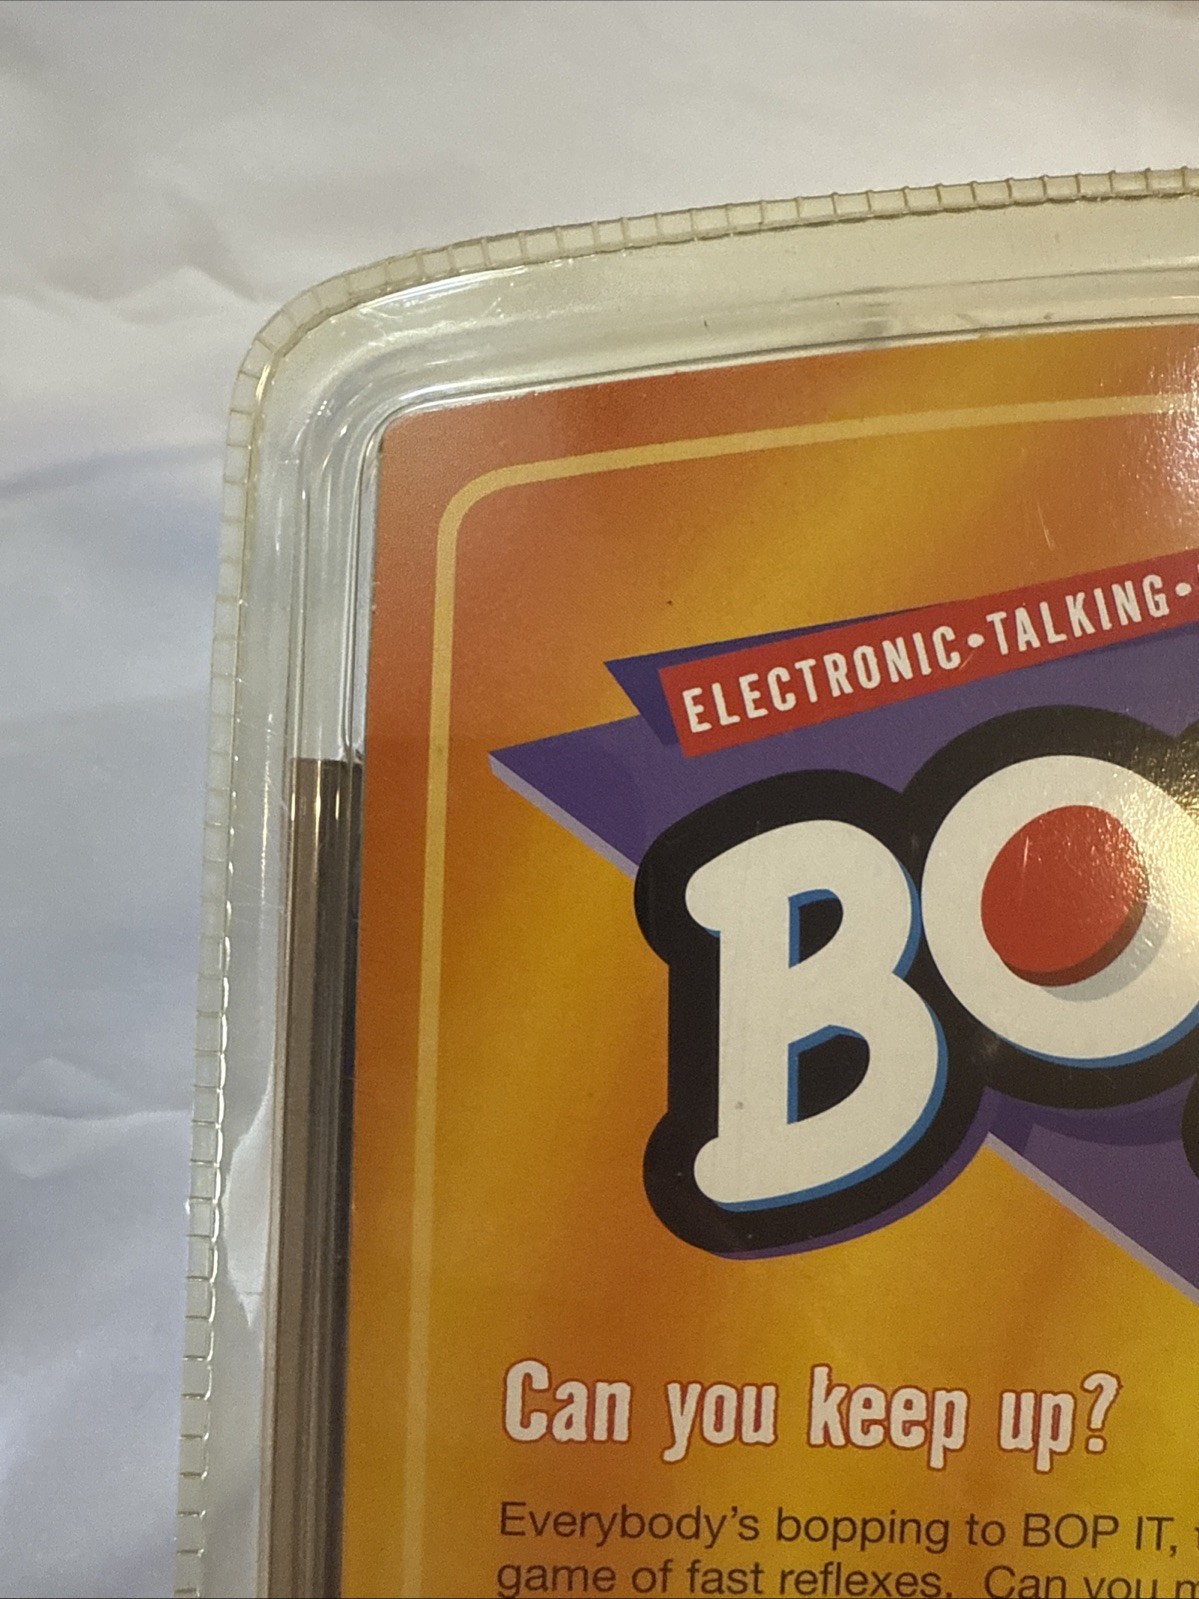 ELECTRONIC•TALKING•
BO
Can you keep up?
Everybody's bopping to BOP IT,
game of fast reflexes. Can you